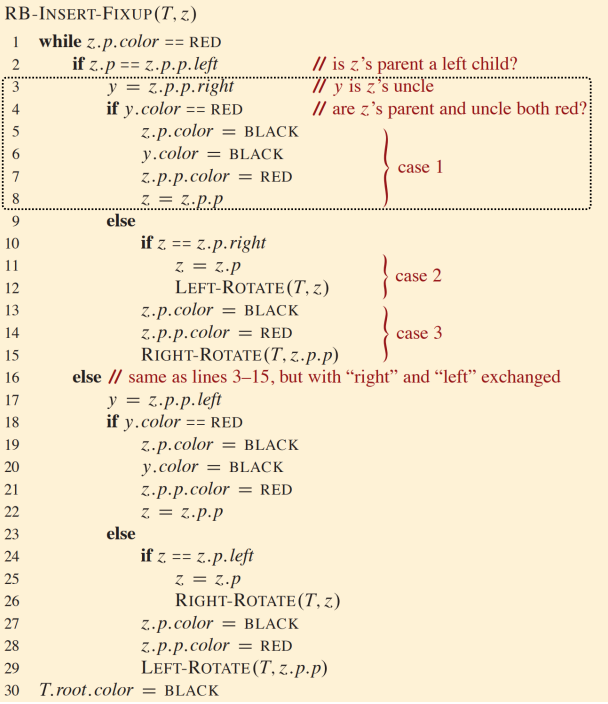 RB-INSERT-FIXUP(T, z)
1 while z.p.color == RED
2 if z.p == z.p.p.left // is z's parent a left child?
3 y = z.p.p.right // y is z's uncle
4 if y.color == RED // are z's parent and uncle both red?
5 z.p.color = BLACK
6 y.color = BLACK
7 z.p.p.color = RED
8 z = z.p.p
case 1
9 else
10 if z == z.p.right
11 z = z.p
12 LEFT-ROTATE(T, z)
case 2
13 z.p.color = BLACK
14 z.p.p.color = RED
15 RIGHT-ROTATE(T, z.p.p)
case 3
16 else // same as lines 3–15, but with “right” and “left” exchanged
17 y = z.p.p.left
18 if y.color == RED
19 z.p.color = BLACK
20 y.color = BLACK
21 z.p.p.color = RED
22 z = z.p.p
23 else
24 if z == z.p.left
25 z = z.p
26 RIGHT-ROTATE(T, z)
27 z.p.color = BLACK
28 z.p.p.color = RED
29 LEFT-ROTATE(T, z.p.p)
30 T.root.color = BLACK